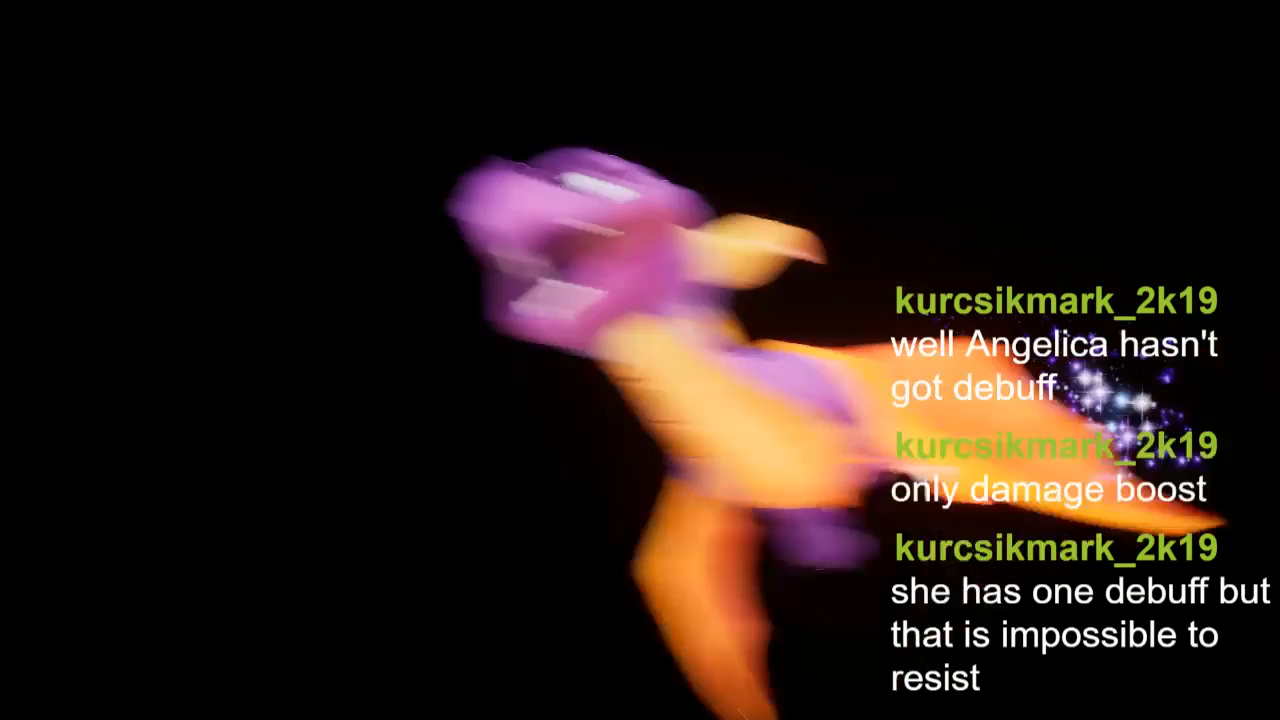 kurcsikmark_2k19
well Angelica hasn't
got debuff
kurcsikmark_2k19
only damage boost
kurcsikmark_2k19
she has one debuff but
that is impossible to
resist